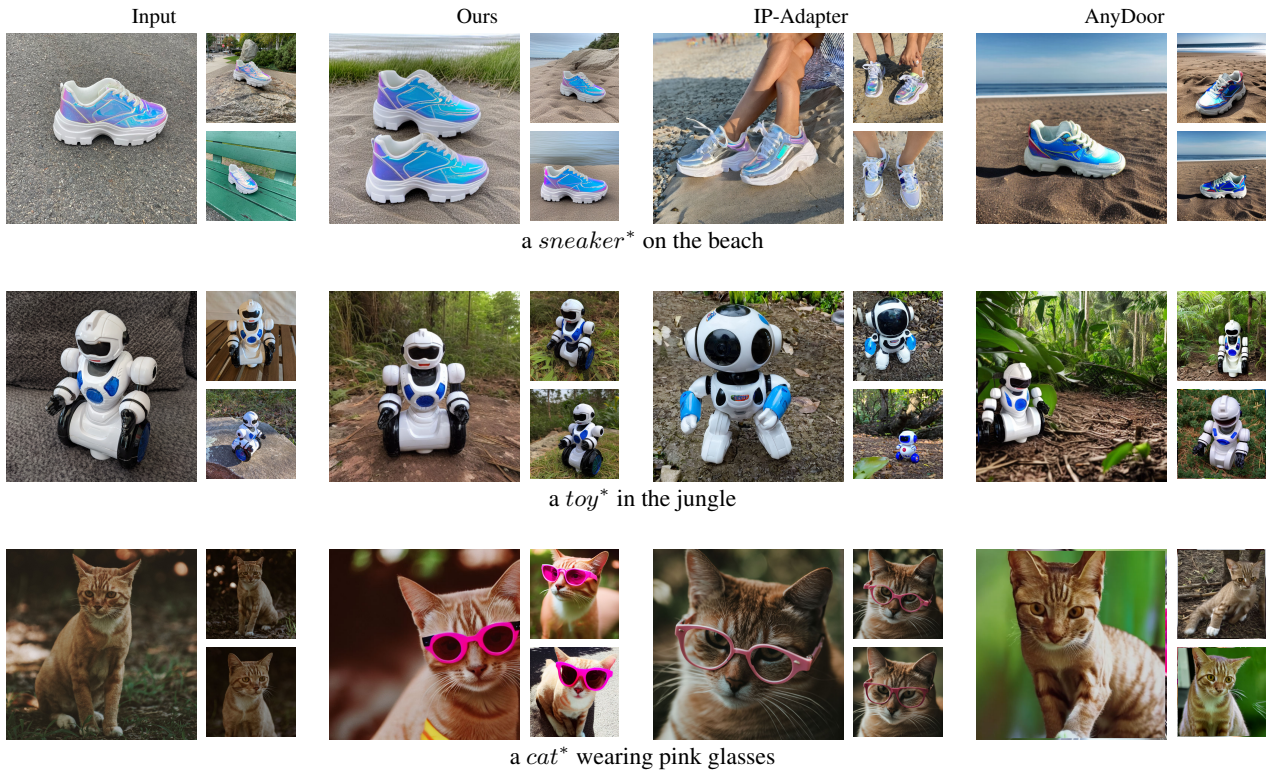 Input Ours IP-Adapter AnyDoor
a sneaker* on the beach
a toy* in the jungle
a cat* wearing pink glasses